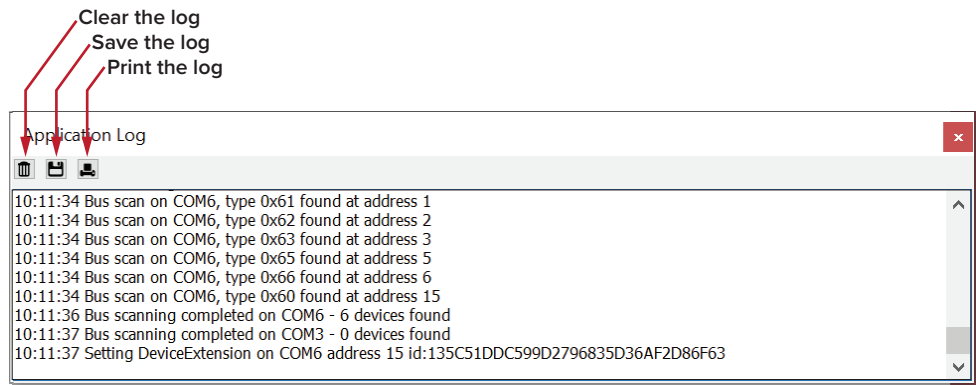 Clear the log
Save the log
Print the log
Application Log
10:11:34 Bus scan on COM6, type 0x61 found at address 1
10:11:34 Bus scan on COM6, type 0x62 found at address 2
10:11:34 Bus scan on COM6, type 0x63 found at address 3
10:11:34 Bus scan on COM6, type 0x65 found at address 5
10:11:34 Bus scan on COM6, type 0x66 found at address 6
10:11:34 Bus scan on COM6, type 0x60 found at address 15
10:11:36 Bus scanning completed on COM6 - 6 devices found
10:11:37 Bus scanning completed on COM3 - 0 devices found
10:11:37 Setting DeviceExtension on COM6 address 15 id:135C51DDC599D2796835D36AF2D86F63